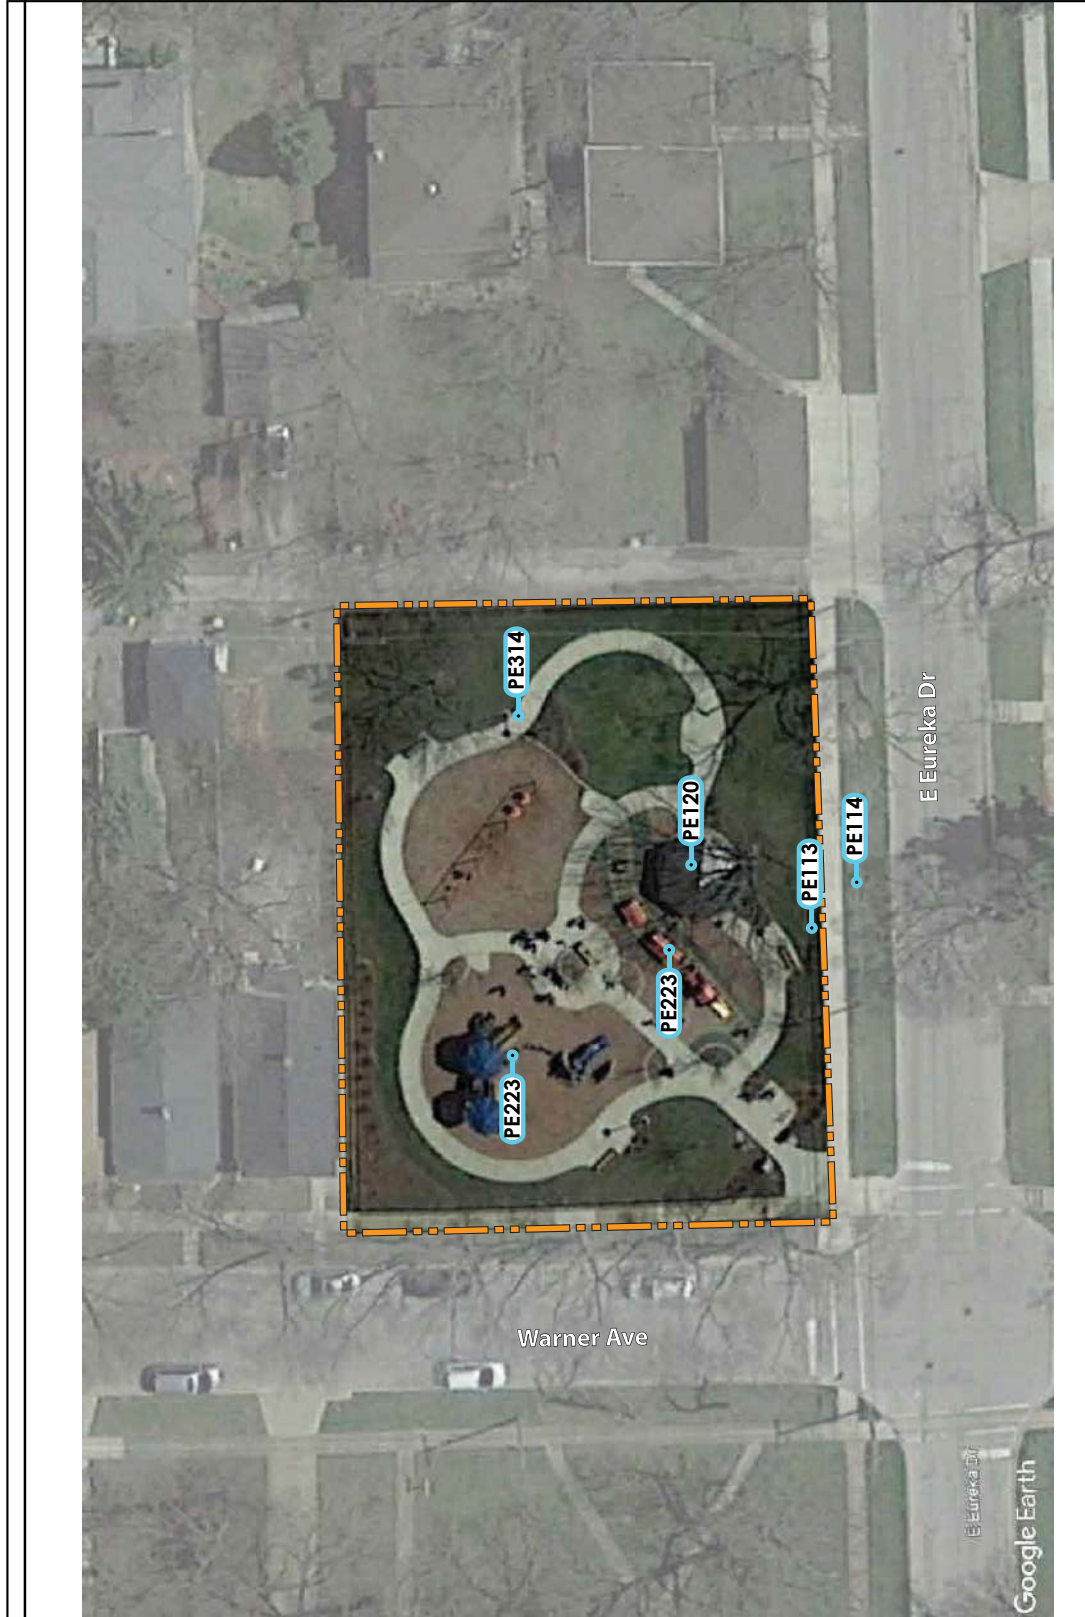 PE314
PE120
PE114
PE113
PE223
PE223
E Eureka Dr
Warner Ave
E Eureka Dr
Google Earth